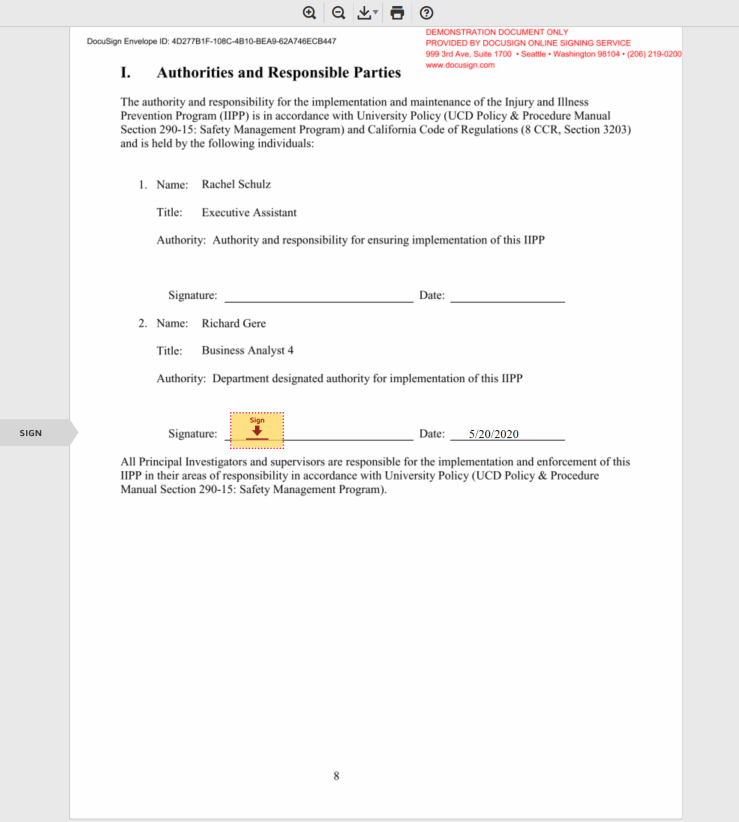 DocuSign Envelope ID: 4D277B1F-108C-4B10-BEA9-62A746ECB447
DEMONSTRATION DOCUMENT ONLY
PROVIDED BY DOCUSIGN ONLINE SIGNING SERVICE
999 3rd Ave, Suite 1700 • Seattle • Washington 98104 • (206) 219-0200
www.docusign.com
I. Authorities and Responsible Parties
The authority and responsibility for the implementation and maintenance of the Injury and Illness
Prevention Program (IIPP) is in accordance with University Policy (UCD Policy & Procedure Manual
Section 290-15: Safety Management Program) and California Code of Regulations (8 CCR, Section 3203)
and is held by the following individuals:
1. Name: Rachel Schulz
Title: Executive Assistant
Authority: Authority and responsibility for ensuring implementation of this IIPP
Signature: Date:
2. Name: Richard Gere
Title: Business Analyst 4
Authority: Department designated authority for implementation of this IIPP
SIGN
Signature: Sign Date: 5/20/2020
All Principal Investigators and supervisors are responsible for the implementation and enforcement of this
IIPP in their areas of responsibility in accordance with University Policy (UCD Policy & Procedure
Manual Section 290-15: Safety Management Program).
8